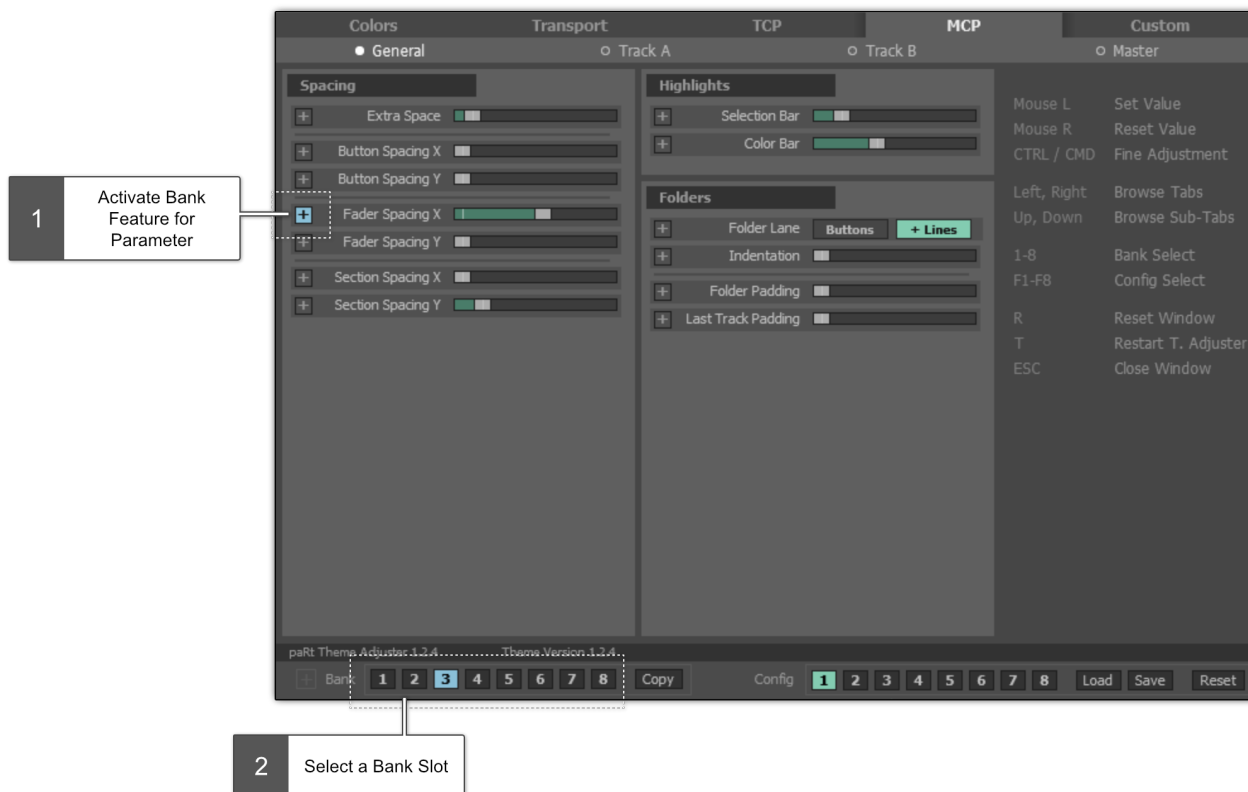 Colors Transport TCP MCP Custom
General Track A Track B Master
Spacing
+ Extra Space
+ Button Spacing X
+ Button Spacing Y
+ Fader Spacing X
+ Fader Spacing Y
+ Section Spacing X
+ Section Spacing Y
Highlights
+ Selection Bar
+ Color Bar
Folders
+ Folder Lane Buttons + Lines
+ Indentation
+ Folder Padding
+ Last Track Padding
Mouse L Set Value
Mouse R Reset Value
CTRL / CMD Fine Adjustment
Left, Right Browse Tabs
Up, Down Browse Sub-Tabs
1-8 Bank Select
F1-F8 Config Select
R Reset Window
T Restart T. Adjuster
ESC Close Window
1 Activate Bank
Feature for
Parameter
paRt Theme Adjuster 1.2.4 Theme Version 1.2.4
+ Bank 1 2 3 4 5 6 7 8 Copy Config 1 2 3 4 5 6 7 8 Load Save Reset
2 Select a Bank Slot